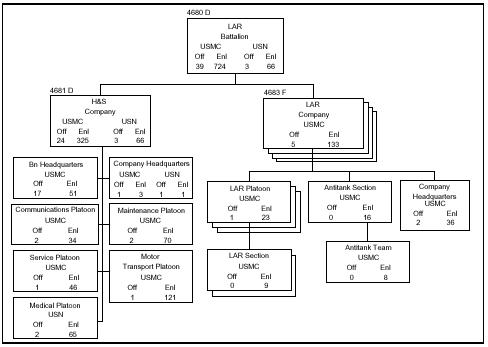 4680 D
LAR
Battalion
USMC USN
Off Enl Off Enl
39 724 3 66
4681 D
H&S
Company
USMC USN
Off Enl Off Enl
24 325 3 66
4683 F
LAR
Company
USMC
Off Enl
5 133
Bn Headquarters
USMC
Off Enl
17 51
Company Headquarters
USMC USN
Off Enl Off Enl
1 3 1 1
Communications Platoon
USMC
Off Enl
2 34
Maintenance Platoon
USMC
Off Enl
2 70
Service Platoon
USMC
Off Enl
1 46
Motor
Transport Platoon
USMC
Off Enl
1 121
Medical Platoon
USN
Off Enl
2 65
LAR Platoon
USMC
Off Enl
1 23
Antitank Section
USMC
Off Enl
0 16
Company
Headquarters
USMC
Off Enl
2 36
LAR Section
USMC
Off Enl
0 9
Antitank Team
USMC
Off Enl
0 8